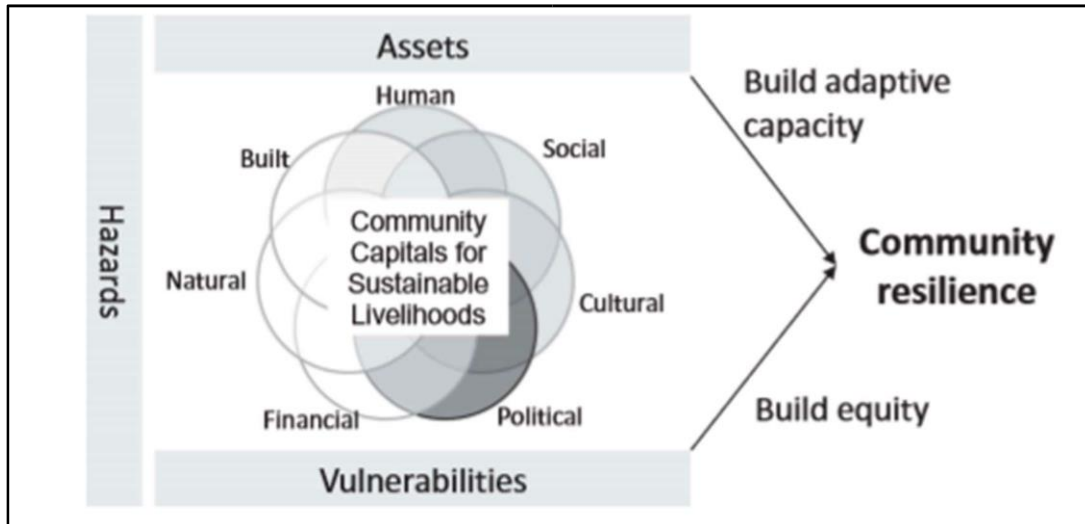 Assets
Human
Built
Social
Hazards
Community
Capitals for
Sustainable
Livelihoods
Natural
Cultural
Financial
Political
Vulnerabilities
Build adaptive
capacity
Community
resilience
Build equity